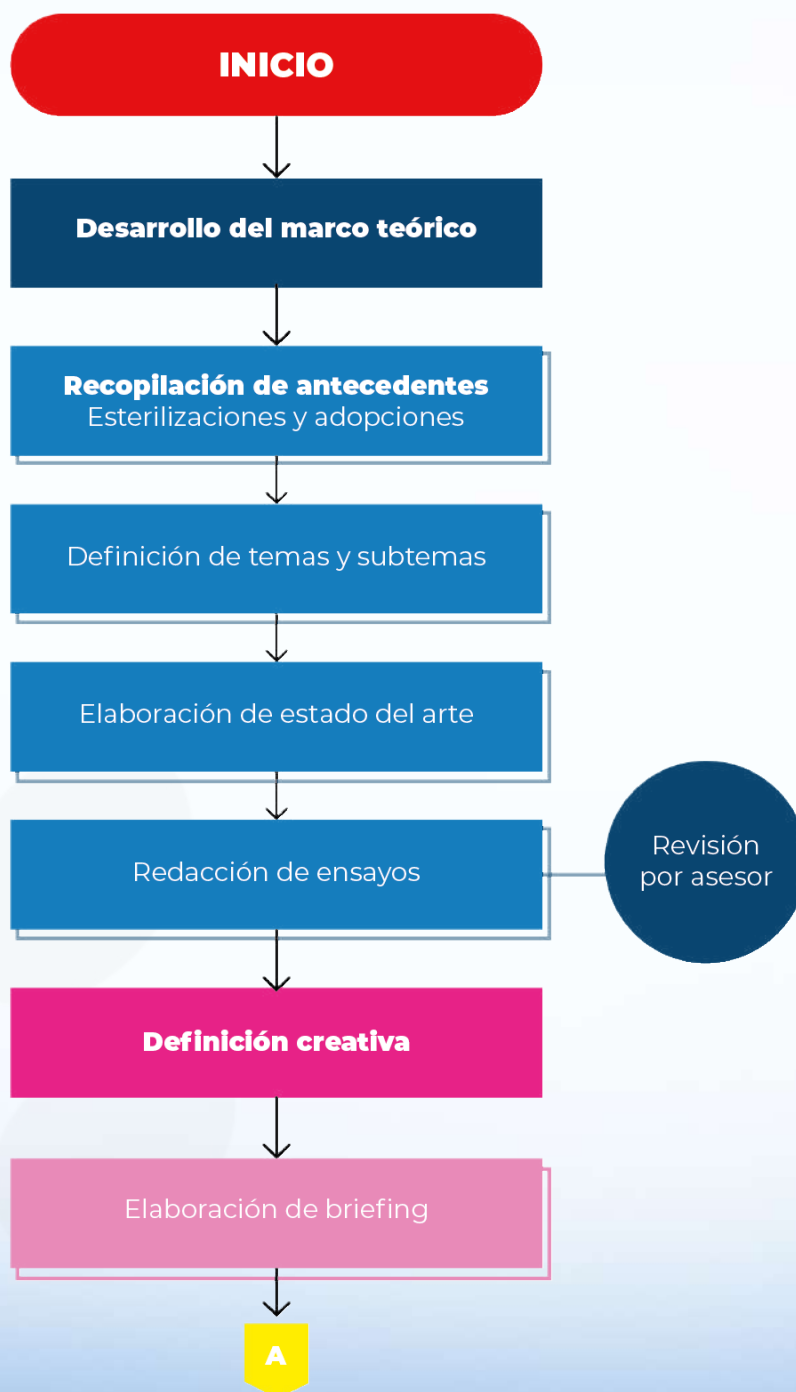 INICIO
Desarrollo del marco teórico
Recopilación de antecedentes
Esterilizaciones y adopciones
Definición de temas y subtemas
Elaboración de estado del arte
Redacción de ensayos
Revisión
por asesor
Definición creativa
Elaboración de briefing
A